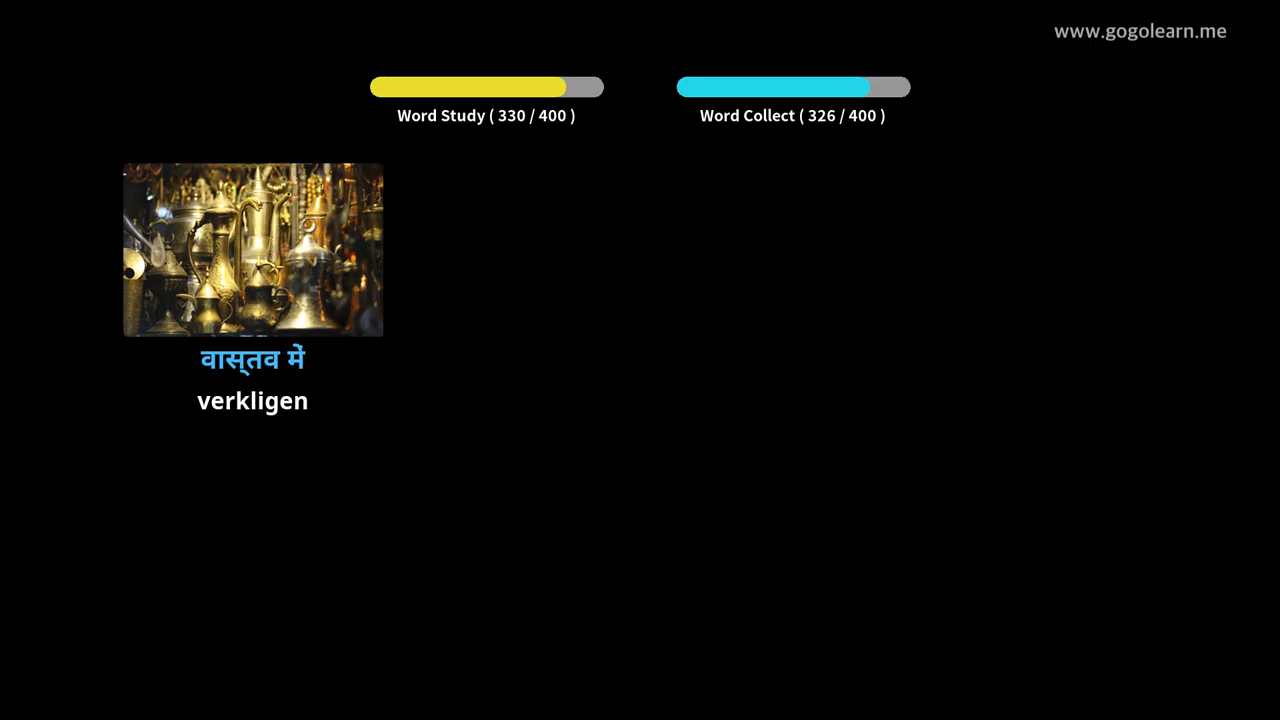 www.gogolearn.me
Word Study ( 330 / 400 )
Word Collect ( 326 / 400 )
वास्तव में
verkligen